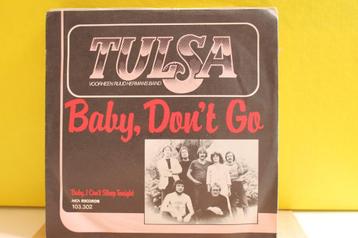 TULSA
VOORHEEN RUUD HERMANS BAND
Baby, Don't Go
Baby, I Can't Sleep Tonight
MCA RECORDS
103.302